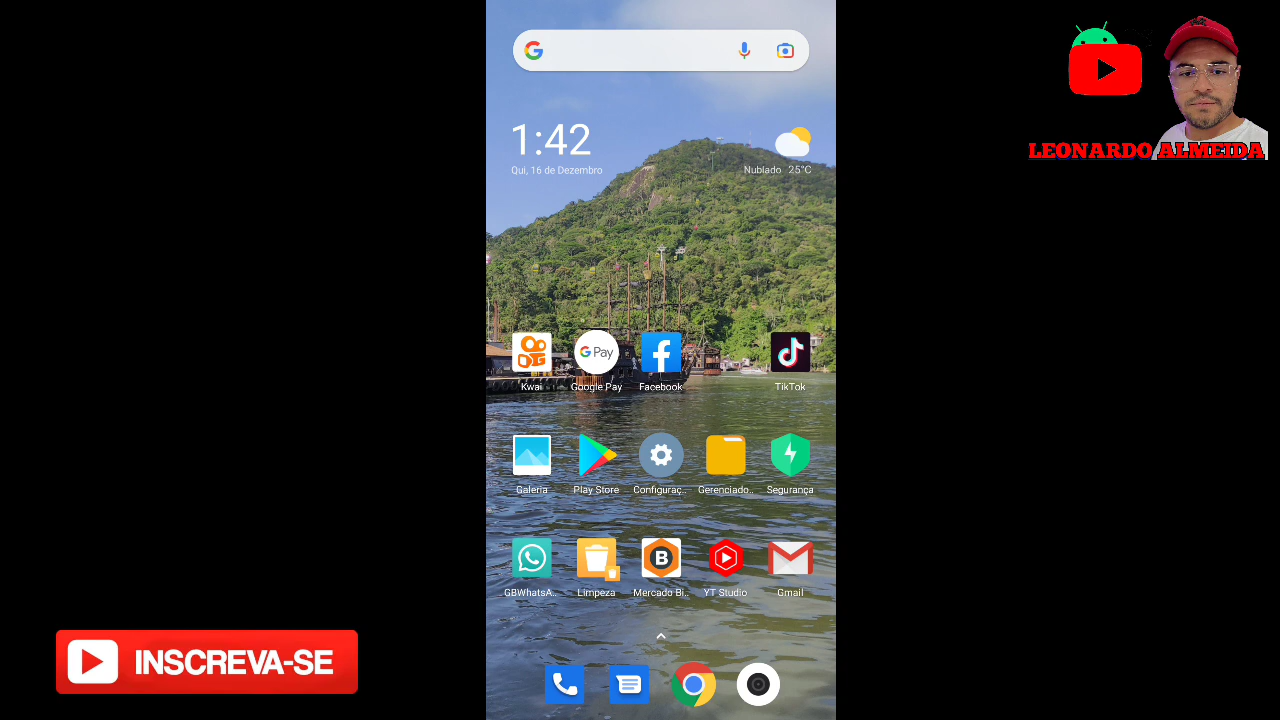 LEONARDO ALMEIDA
1:42
Qui, 16 de Dezembro
Nublado 25°C
G Pay
Kwai
Google Pay
Facebook
TikTok
Galeria
Play Store
Configuraç..
Gerenciado..
Segurança
B
GBWhatsA..
Limpeza
Mercado Bi..
YT Studio
Gmail
INSCREVA-SE